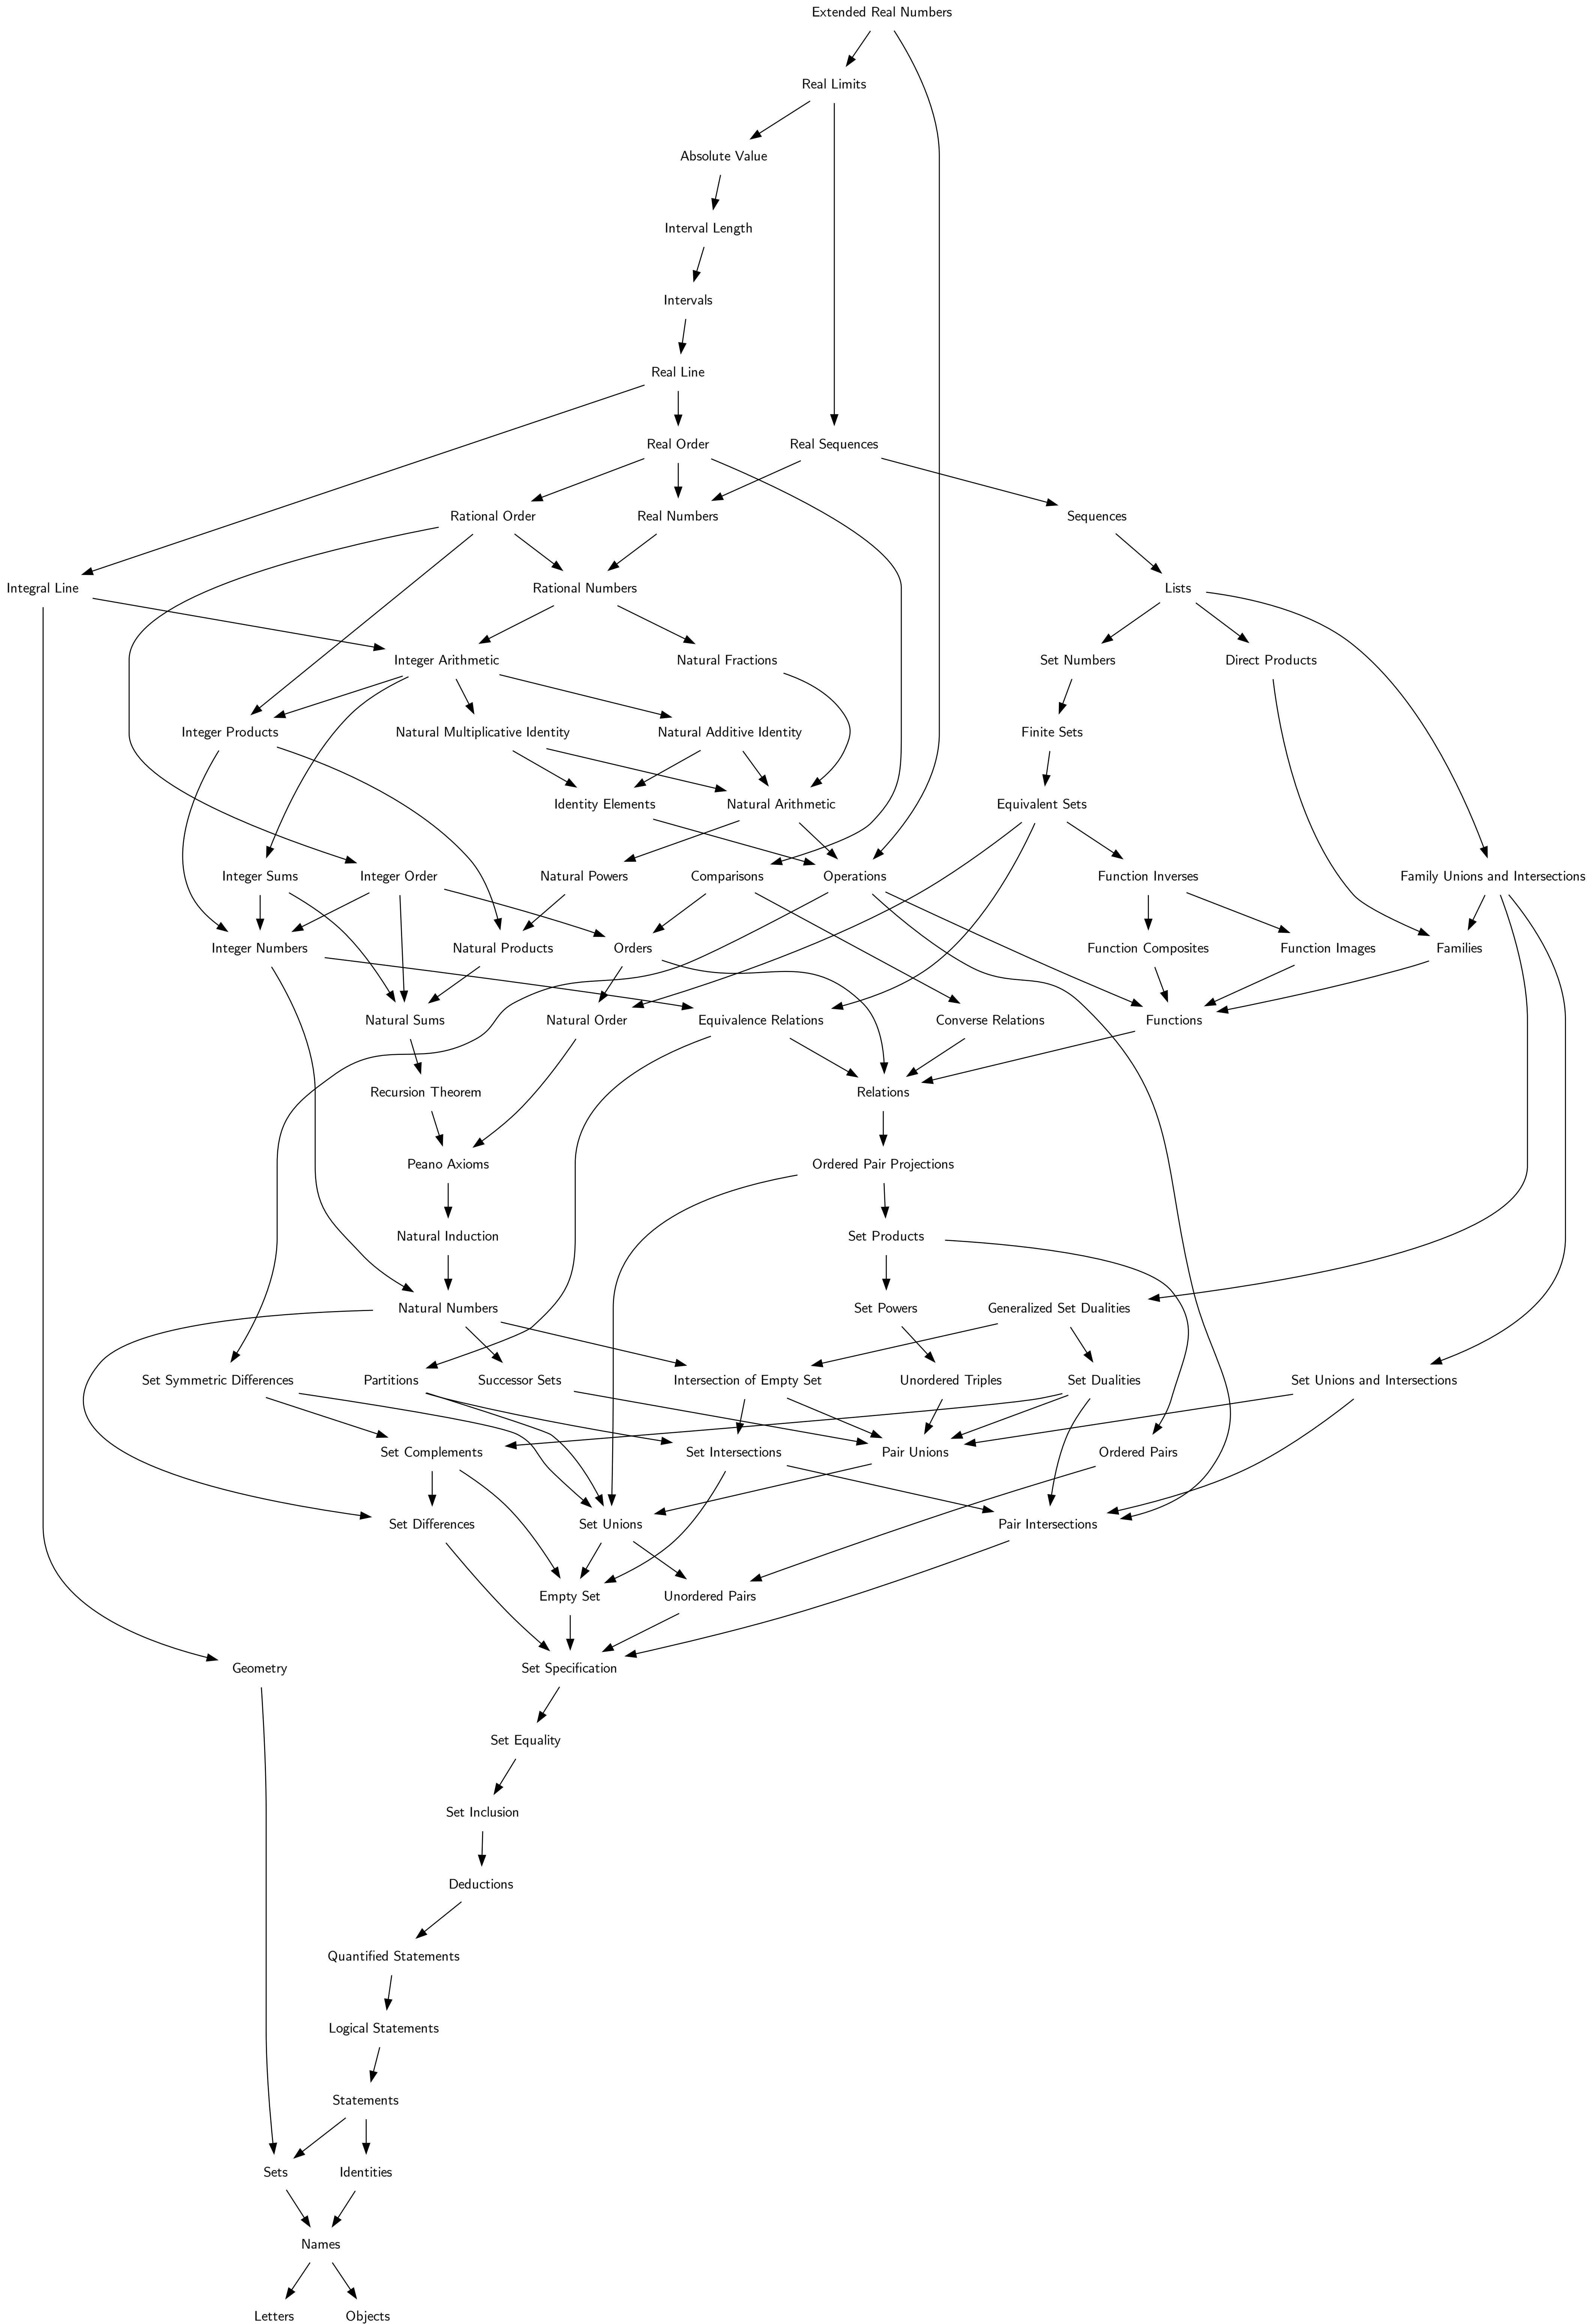 Extended Real Numbers
Real Limits
Absolute Value
Interval Length
Intervals
Real Line
Real Order
Real Sequences
Rational Order
Real Numbers
Sequences
Integral Line
Rational Numbers
Lists
Integer Arithmetic
Natural Fractions
Set Numbers
Direct Products
Integer Products
Natural Multiplicative Identity
Natural Additive Identity
Finite Sets
Identity Elements
Natural Arithmetic
Equivalent Sets
Integer Sums
Integer Order
Natural Powers
Comparisons
Operations
Function Inverses
Family Unions and Intersections
Integer Numbers
Natural Products
Orders
Function Composites
Function Images
Families
Natural Sums
Natural Order
Equivalence Relations
Converse Relations
Functions
Recursion Theorem
Relations
Peano Axioms
Ordered Pair Projections
Natural Induction
Set Products
Natural Numbers
Set Powers
Generalized Set Dualities
Set Symmetric Differences
Partitions
Successor Sets
Intersection of Empty Set
Unordered Triples
Set Dualities
Set Unions and Intersections
Set Complements
Set Intersections
Pair Unions
Ordered Pairs
Set Differences
Set Unions
Pair Intersections
Empty Set
Unordered Pairs
Geometry
Set Specification
Set Equality
Set Inclusion
Deductions
Quantified Statements
Logical Statements
Statements
Sets
Identities
Names
Letters
Objects